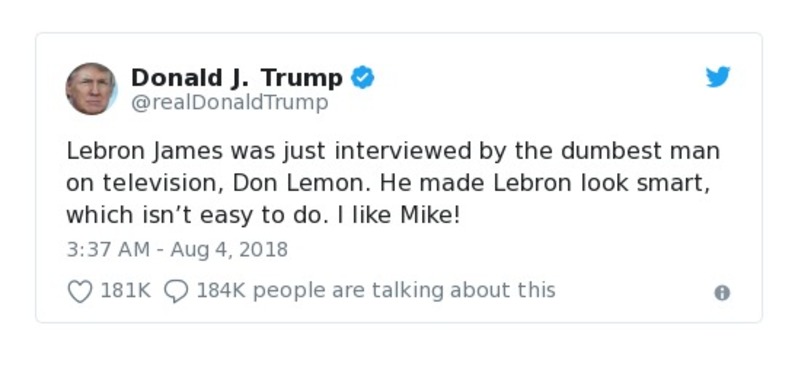 Donald J. Trump
@realDonaldTrump
Lebron James was just interviewed by the dumbest man
on television, Don Lemon. He made Lebron look smart,
which isn’t easy to do. I like Mike!
3:37 AM - Aug 4, 2018
181K 184K people are talking about this